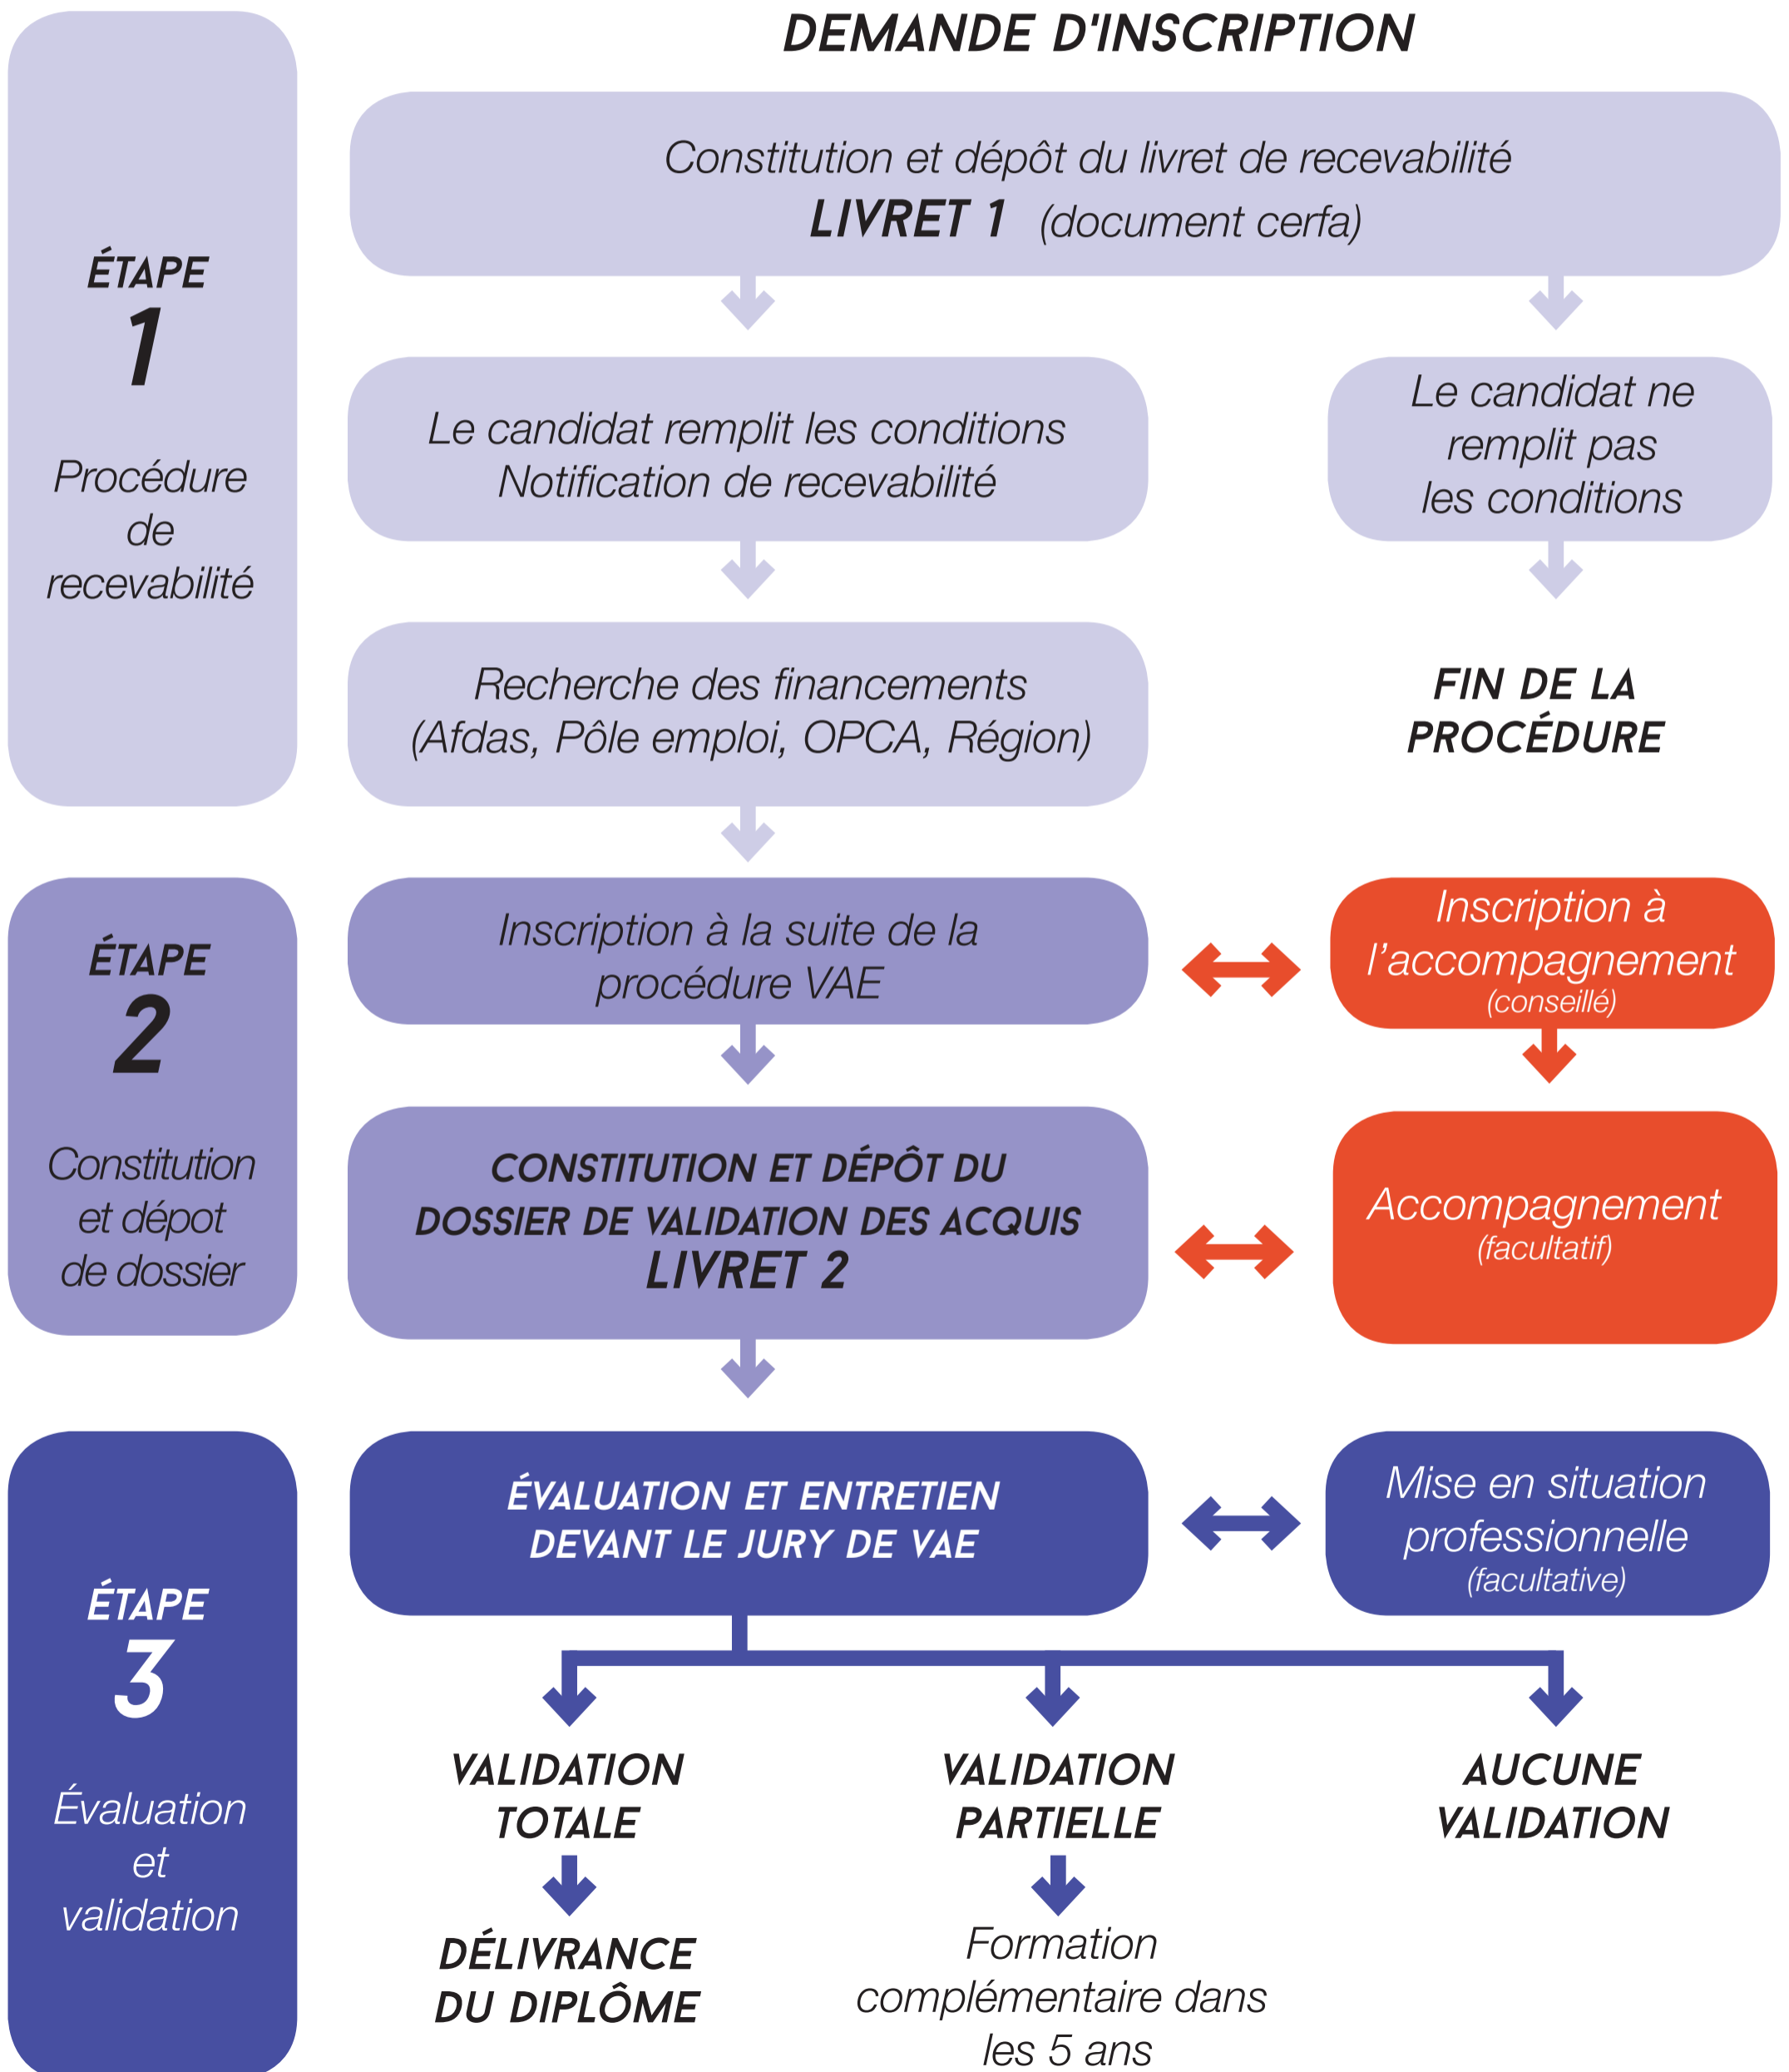 DEMANDE D'INSCRIPTION
ÉTAPE
1
Procédure
de
recevabilité
Constitution et dépôt du livret de recevabilité
LIVRET 1 (document cerfa)
Le candidat remplit les conditions
Notification de recevabilité
Le candidat ne
remplit pas
les conditions
Recherche des financements
(Afdas, Pôle emploi, OPCA, Région)
FIN DE LA
PROCÉDURE
ÉTAPE
2
Constitution
et dépot
de dossier
Inscription à la suite de la
procédure VAE
Inscription à
l'accompagnement
(conseillé)
CONSTITUTION ET DÉPÔT DU
DOSSIER DE VALIDATION DES ACQUIS
LIVRET 2
Accompagnement
(facultatif)
ÉTAPE
3
Évaluation
et
validation
ÉVALUATION ET ENTRETIEN
DEVANT LE JURY DE VAE
Mise en situation
professionnelle
(facultative)
VALIDATION
TOTALE
VALIDATION
PARTIELLE
AUCUNE
VALIDATION
DÉLIVRANCE
DU DIPLÔME
Formation
complémentaire dans
les 5 ans